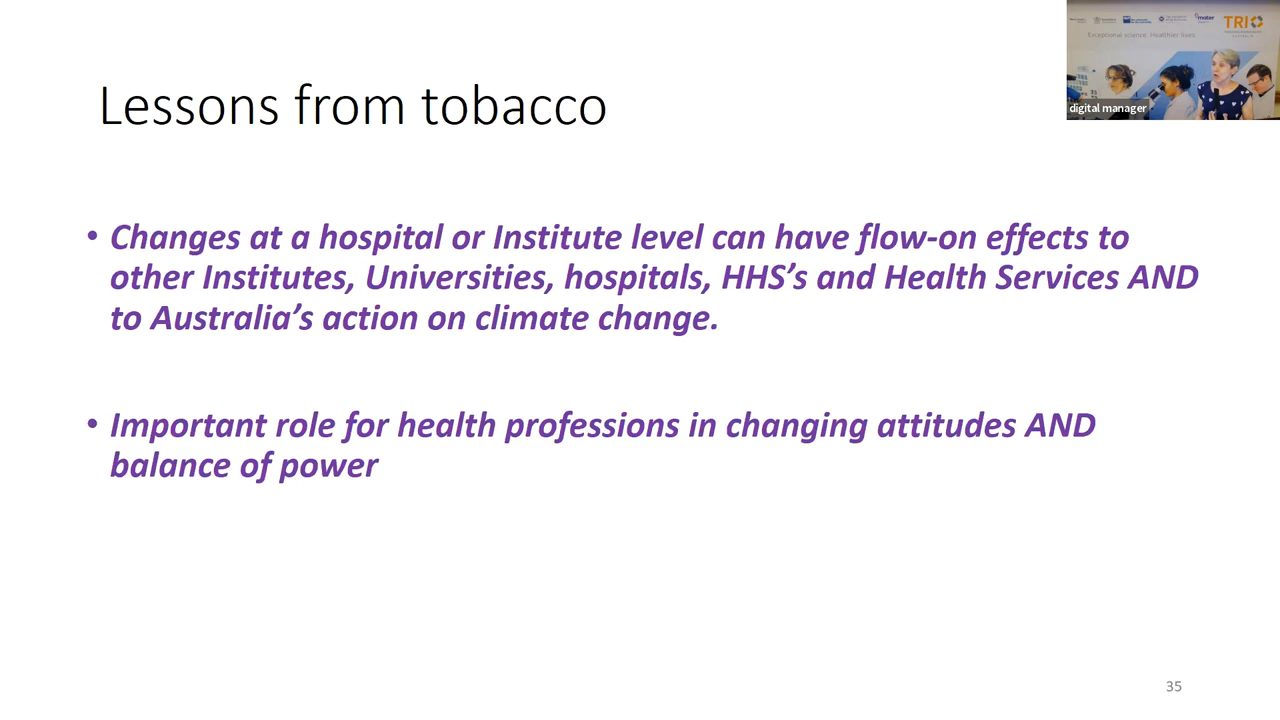 Lessons from tobacco
• Changes at a hospital or Institute level can have flow-on effects to
other Institutes, Universities, hospitals, HHS’s and Health Services AND
to Australia’s action on climate change.
• Important role for health professions in changing attitudes AND
balance of power
mater
TRI
Exceptional science. Healthier lives.
digital manager
35